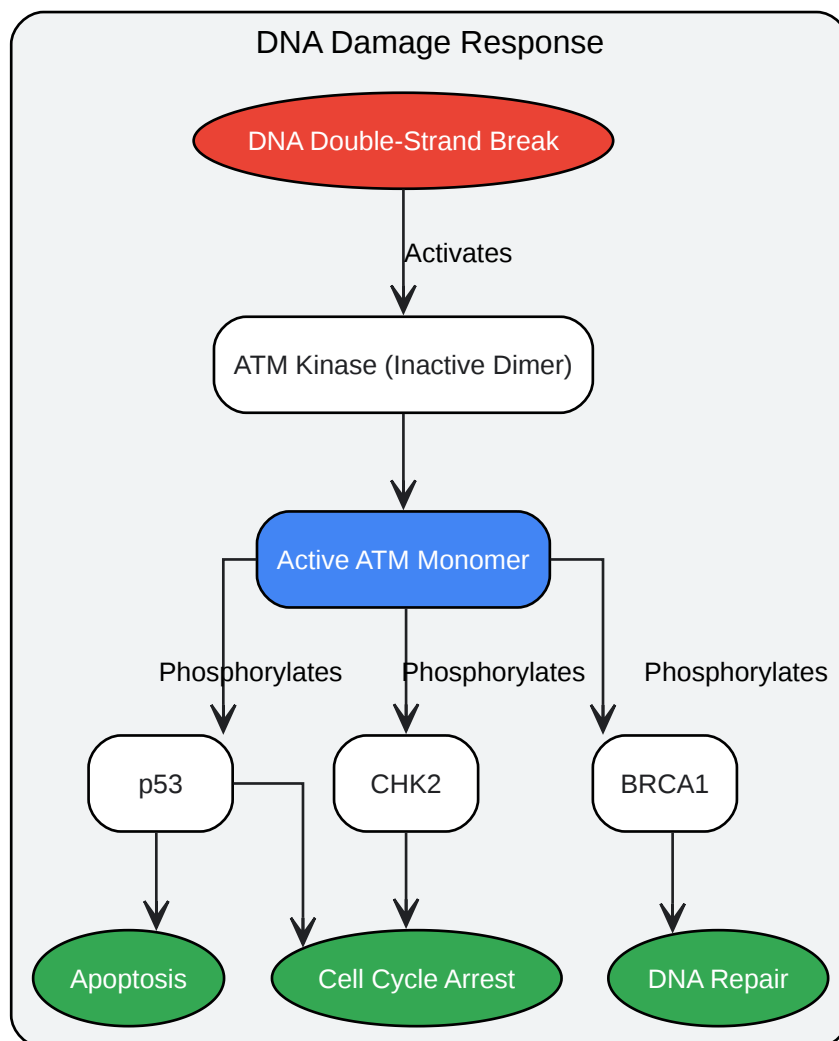 DNA Damage Response
DNA Double-Strand Break
Activates
ATM Kinase (Inactive Dimer)
Active ATM Monomer
Phosphorylates
Phosphorylates
Phosphorylates
p53
CHK2
BRCA1
Apoptosis
Cell Cycle Arrest
DNA Repair